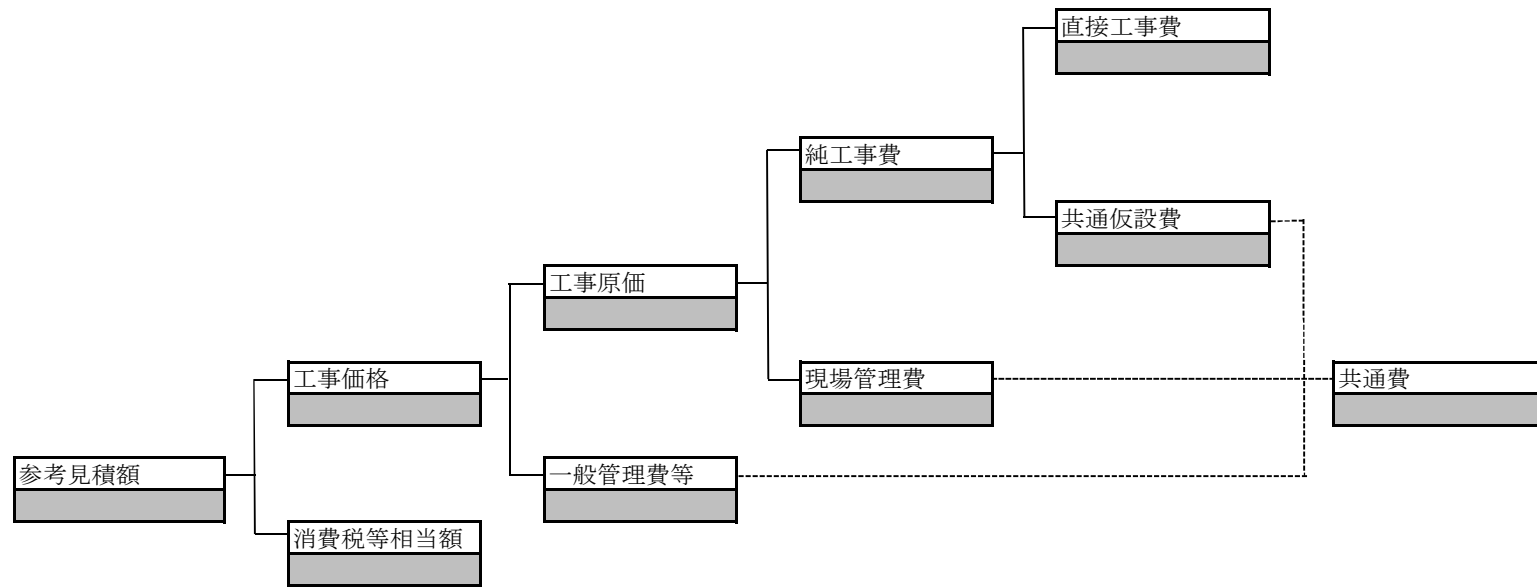 直接工事費
純工事費
共通仮設費
工事原価
工事価格
現場管理費
共通費
参考見積額
一般管理費等
消費税等相当額